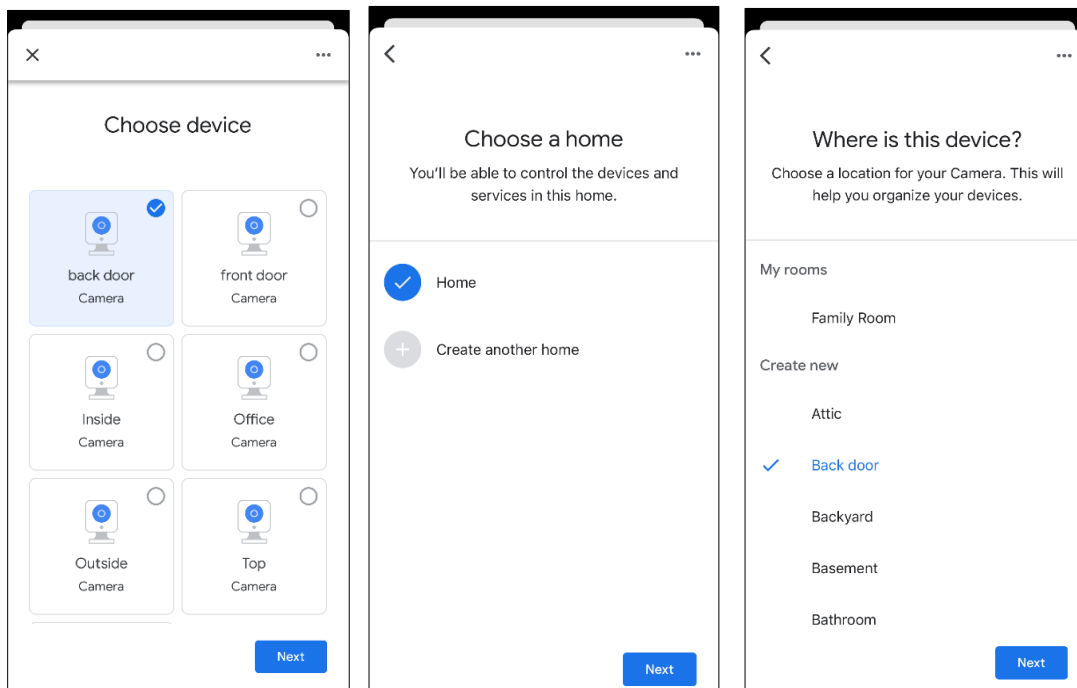 Choose device
back door
Camera
front door
Camera
Inside
Camera
Office
Camera
Outside
Camera
Top
Camera
Next
Choose a home
You'll be able to control the devices and
services in this home.
Home
Create another home
Next
Where is this device?
Choose a location for your Camera. This will
help you organize your devices.
My rooms
Family Room
Create new
Attic
Back door
Backyard
Basement
Bathroom
Next